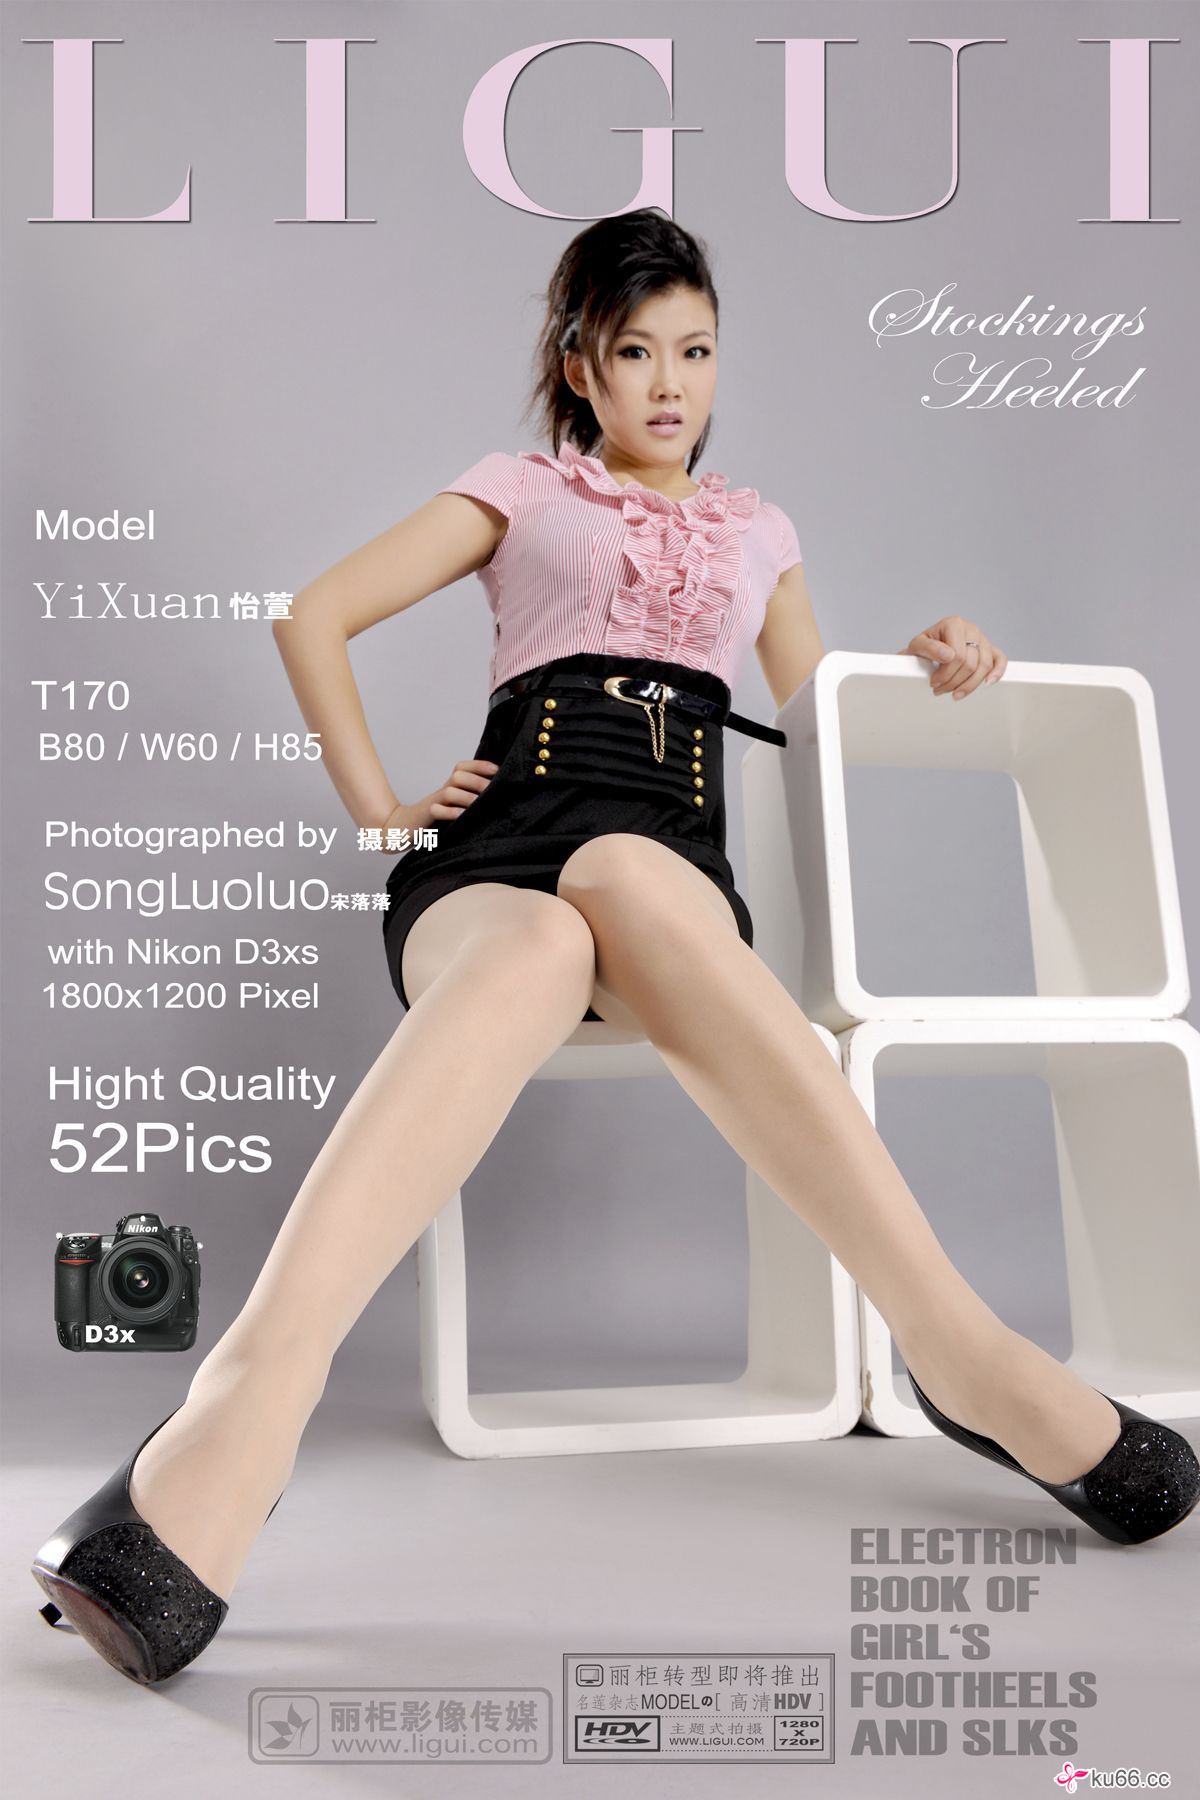 LIGUI
Stockings
Heeled
Model
YiXuan怡萱
T170
B80 / W60 / H85
Photographed by 摄影师
SongLuoluo宋落落
with Nikon D3xs
1800x1200 Pixel
Hight Quality
52Pics
Nikon
D3x
ELECTRON
BOOK OF
GIRL‘S
FOOTHEELS
AND SLKS
丽柜影像传媒
www.ligui.com
丽柜转型即将推出
名莲杂志MODELの[高清HDV]
HDV 主题式拍摄 1280
WWW.LIGUI.COM X
720P
ku66.cc